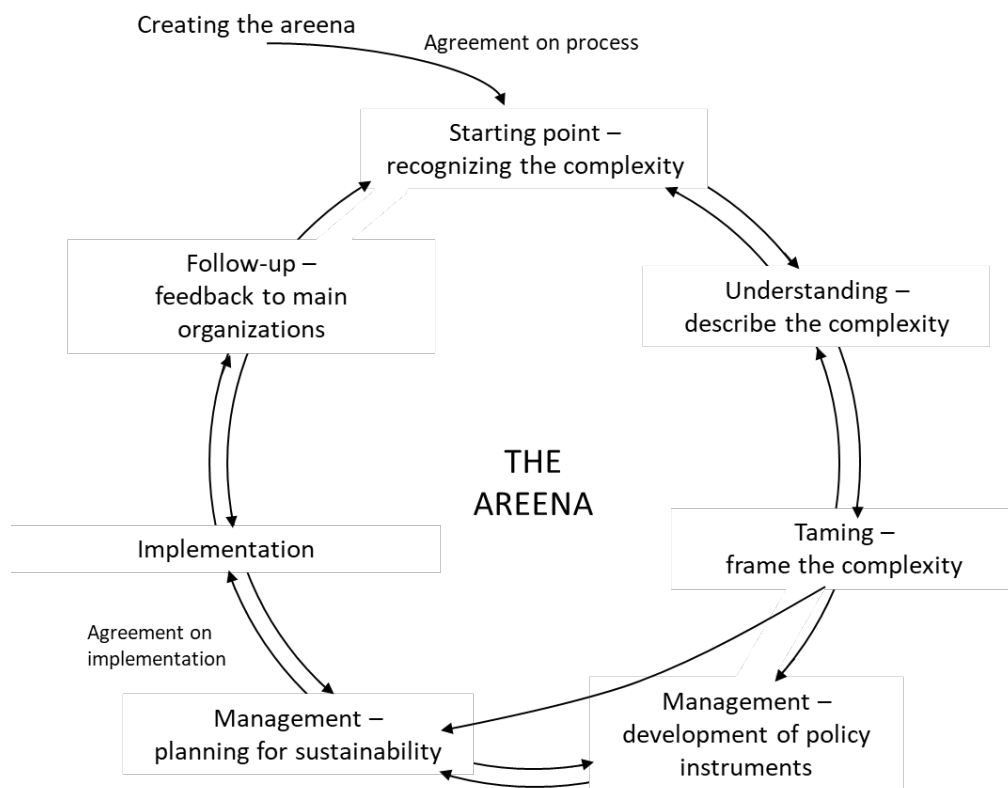 Creating the areena
Agreement on process
Starting point –
recognizing the complexity
Understanding –
describe the complexity
Taming –
frame the complexity
Management –
development of policy
instruments
Management –
planning for sustainability
Agreement on
implementation
Implementation
Follow-up –
feedback to main
organizations
THE
AREENA